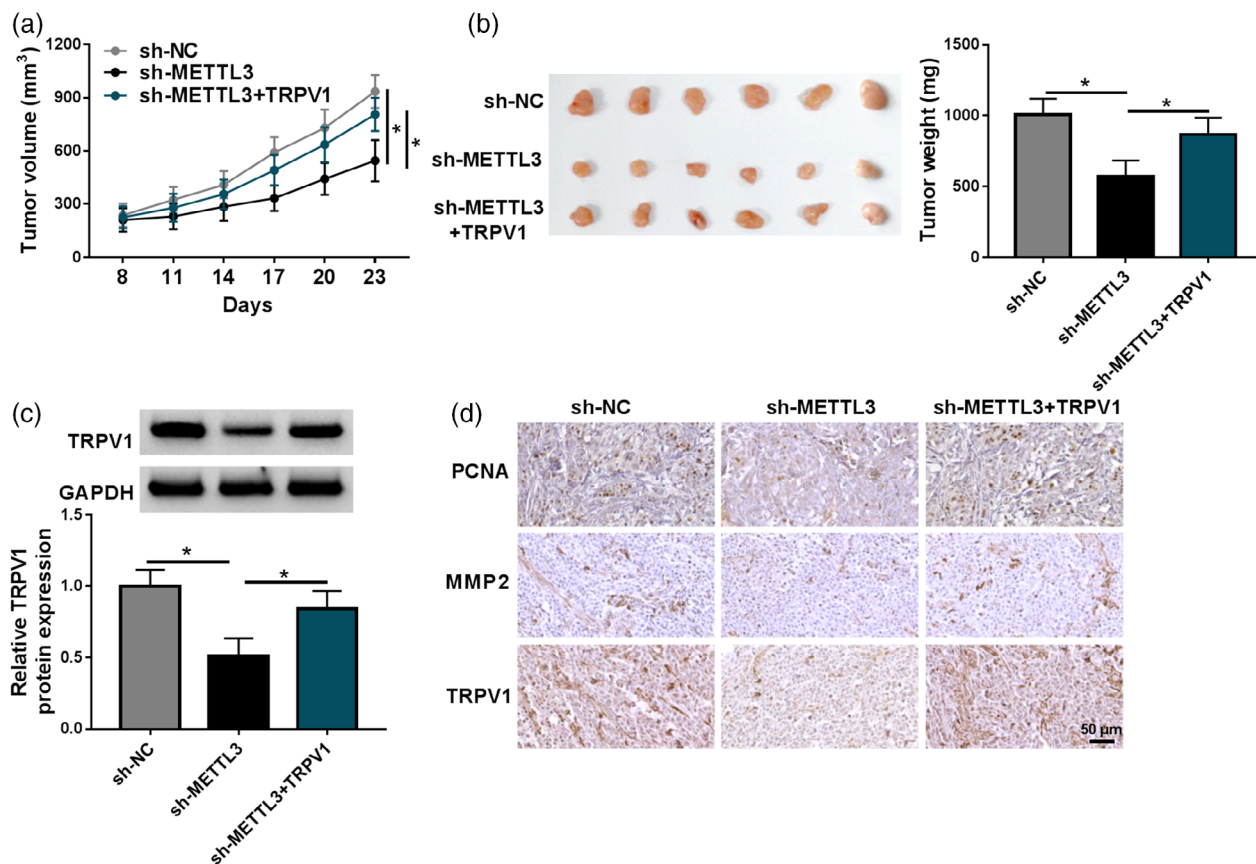 (a)
Tumor volume (mm³)
1200
900
600
300
0
sh-NC
sh-METTL3
sh-METTL3+TRPV1
*
*
8 11 14 17 20 23
Days
(b)
sh-NC
sh-METTL3
sh-METTL3
+TRPV1
Tumor weight (mg)
1500
1000
500
0
*
*
sh-NC
sh-METTL3
sh-METTL3+TRPV1
(c)
TRPV1
GAPDH
Relative TRPV1
protein expression
1.5
1.0
0.5
0.0
*
*
sh-NC
sh-METTL3
sh-METTL3+TRPV1
(d)
sh-NC sh-METTL3 sh-METTL3+TRPV1
PCNA
MMP2
TRPV1
50 µm